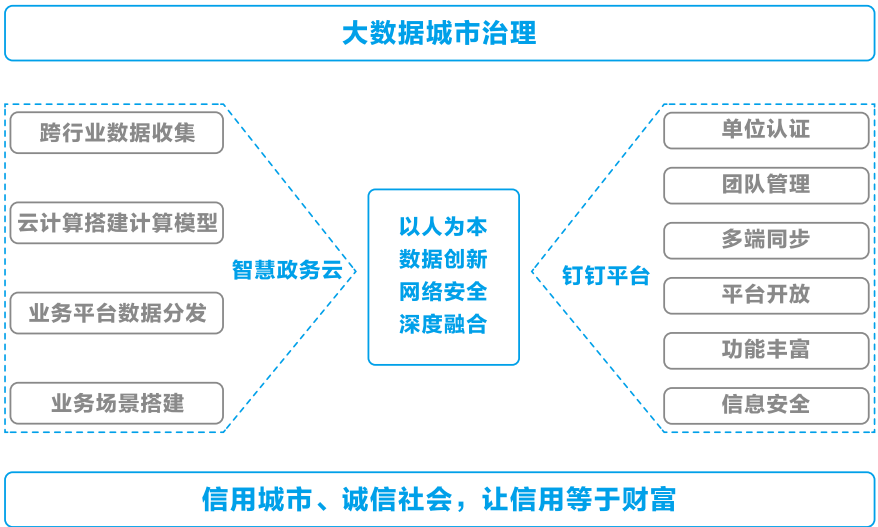 大数据城市治理
跨行业数据收集
云计算搭建计算模型
业务平台数据分发
业务场景搭建
智慧政务云
以人为本
数据创新
网络安全
深度融合
钉钉平台
单位认证
团队管理
多端同步
平台开放
功能丰富
信息安全
信用城市、诚信社会，让信用等于财富